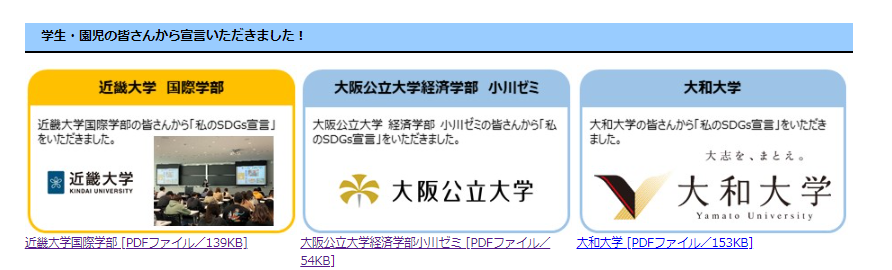 学生・園児の皆さんから宣言いただきました！
近畿大学 国際学部
近畿大学国際学部の皆さんから「私のSDGs宣言」
をいただきました。
近畿大学
KINDAI UNIVERSITY
近畿大学国際学部 [PDFファイル／139KB]
大阪公立大学経済学部 小川ゼミ
大阪公立大学 経済学部 小川ゼミの皆さんから「私
のSDGs宣言」をいただきました。
大阪公立大学
大阪公立大学経済学部小川ゼミ [PDFファイル／
54KB]
大和大学
大和大学の皆さんから「私のSDGs宣言」をいただき
ました。
大志を、まとえ。
大和大学
Yamato University
大和大学 [PDFファイル／153KB]